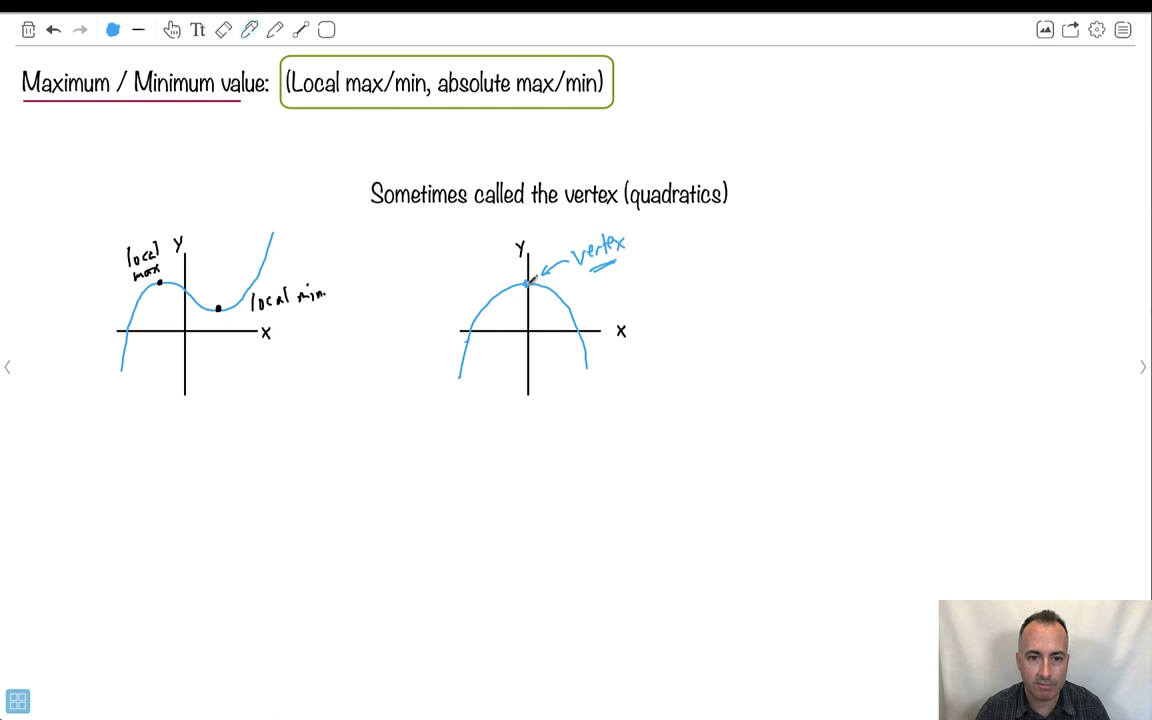 Tt
Maximum / Minimum value: (Local max/min, absolute max/min)
Sometimes called the vertex (quadratics)
local
max
Y
local min.
X
Y
vertex
X